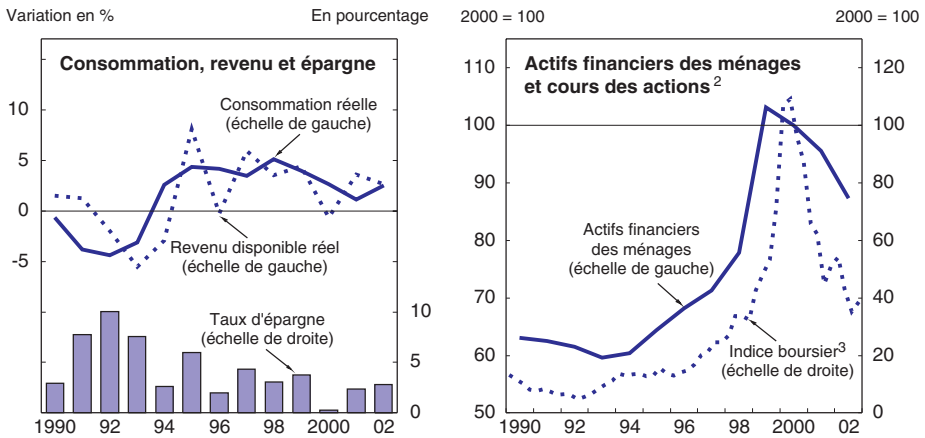 Variation en %
En pourcentage
Consommation, revenu et épargne
Consommation réelle
(échelle de gauche)
10
5
0
-5
Revenu disponible réel
(échelle de gauche)
Taux d'épargne
(échelle de droite)
10
5
0
1990 92 94 96 98 2000 02
2000 = 100
2000 = 100
Actifs financiers des ménages
et cours des actions 2
110
100
90
80
70
60
50
Actifs financiers
des ménages
(échelle de gauche)
Indice boursier3
(échelle de droite)
120
100
80
60
40
20
0
1990 92 94 96 98 2000 02